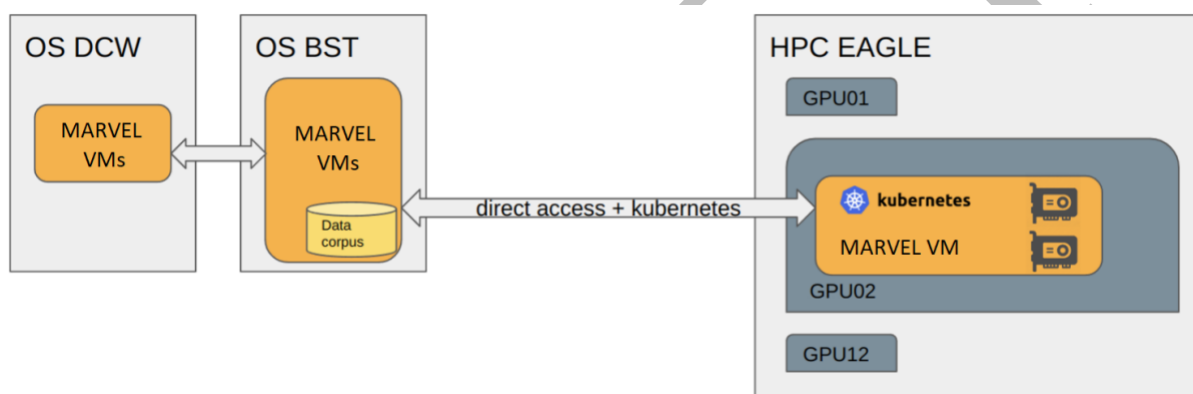 OS DCW
MARVEL
VMs
OS BST
MARVEL
VMs
Data
corpus
direct access + kubernetes
HPC EAGLE
GPU01
kubernetes
MARVEL VM
GPU02
GPU12